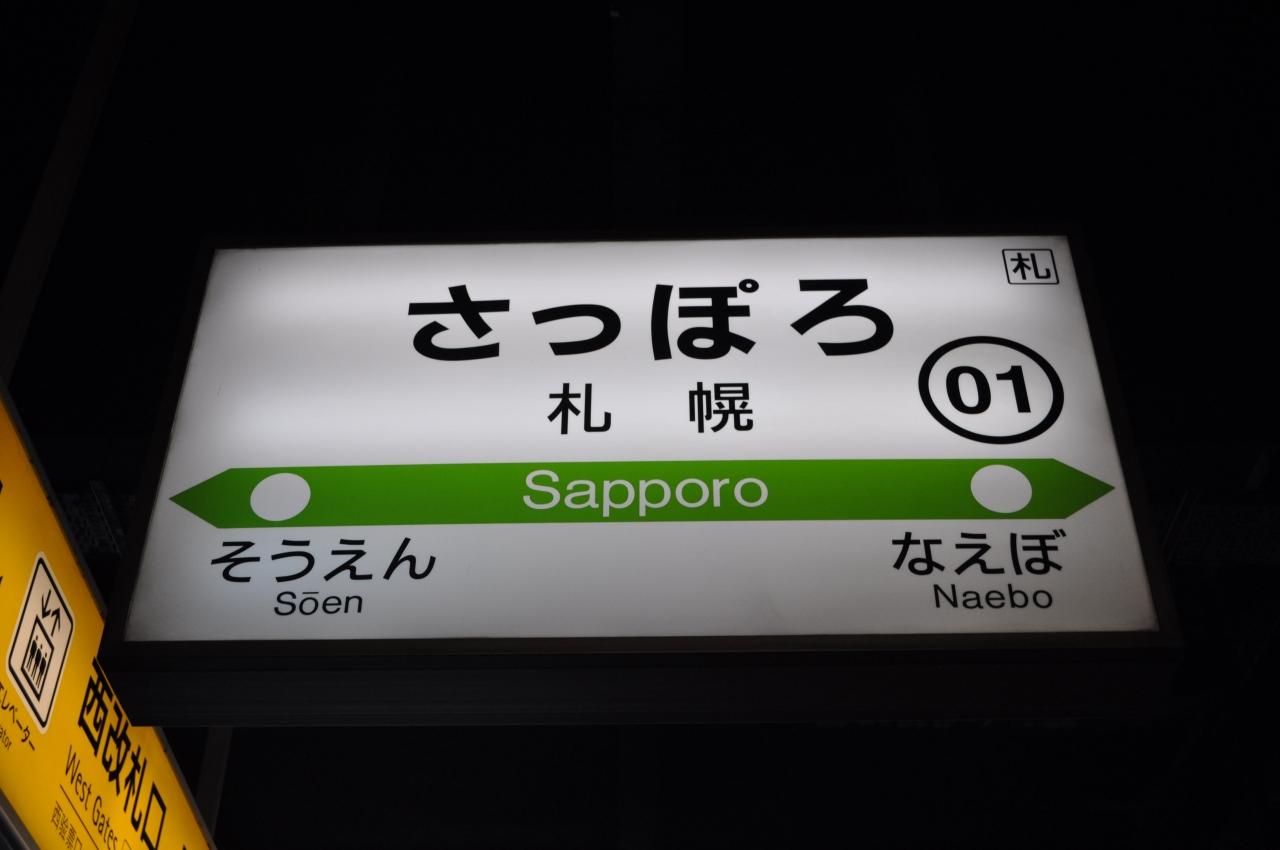 札
さっぽろ
札幌
01
Sapporo
そうえん
Sōen
なえぼ
Naebo
西改札口
West Gates